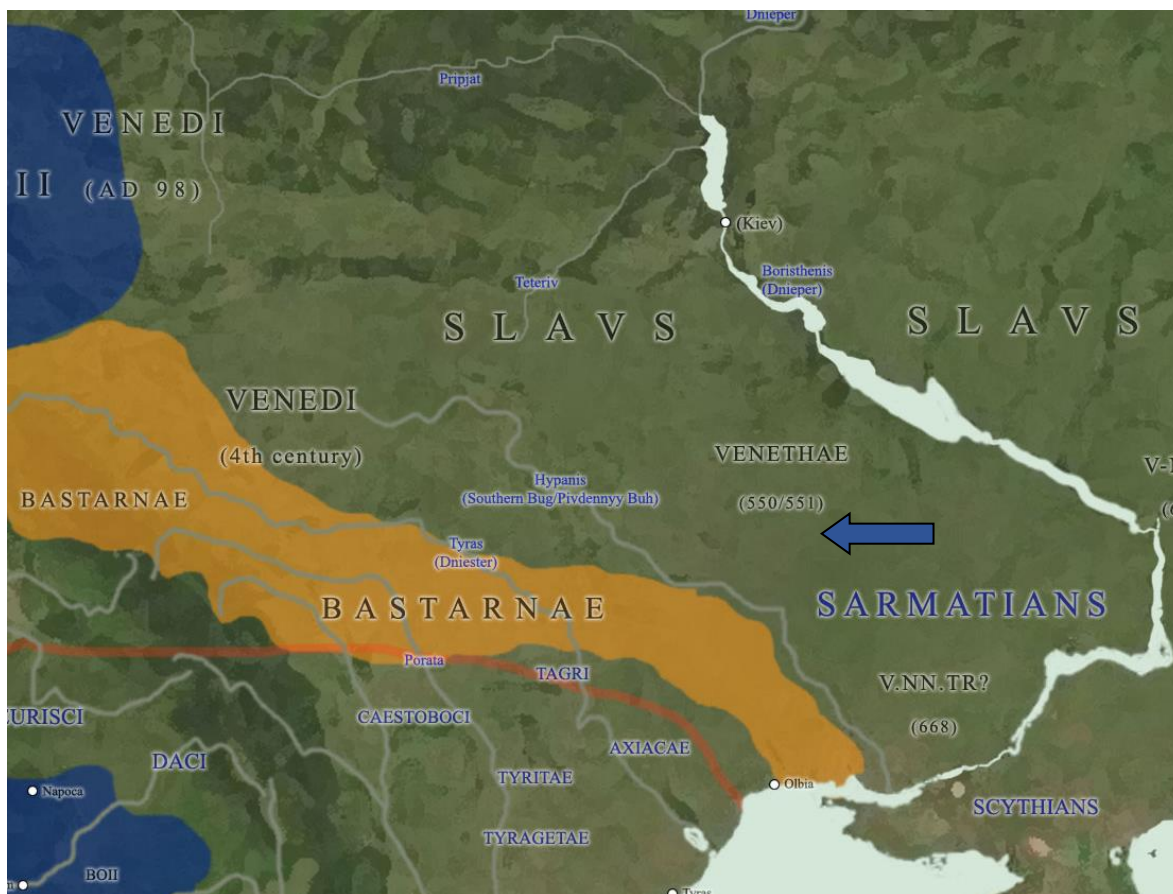 Dnieper
Pripjat
VENEDI
II
(AD 98)
(Kiev)
Boristhenis
(Dnieper)
Teteriv
SLAVS
SLAVS
VENEDI
(4th century)
VENETHAE
(550/551)
Hypanis
(Southern Bug/Pivdennyy Buh)
BASTARNAE
Tyras
(Dniester)
BASTARNAE
SARMATIANS
Porata
TAGRI
V.NN.TR?
(668)
EURISCI
CAESTOBOCI
AXIACAE
DACI
TYRITAE
Olbia
Napoca
SCYTHIANS
TYRAGETAE
BOII
Tyras